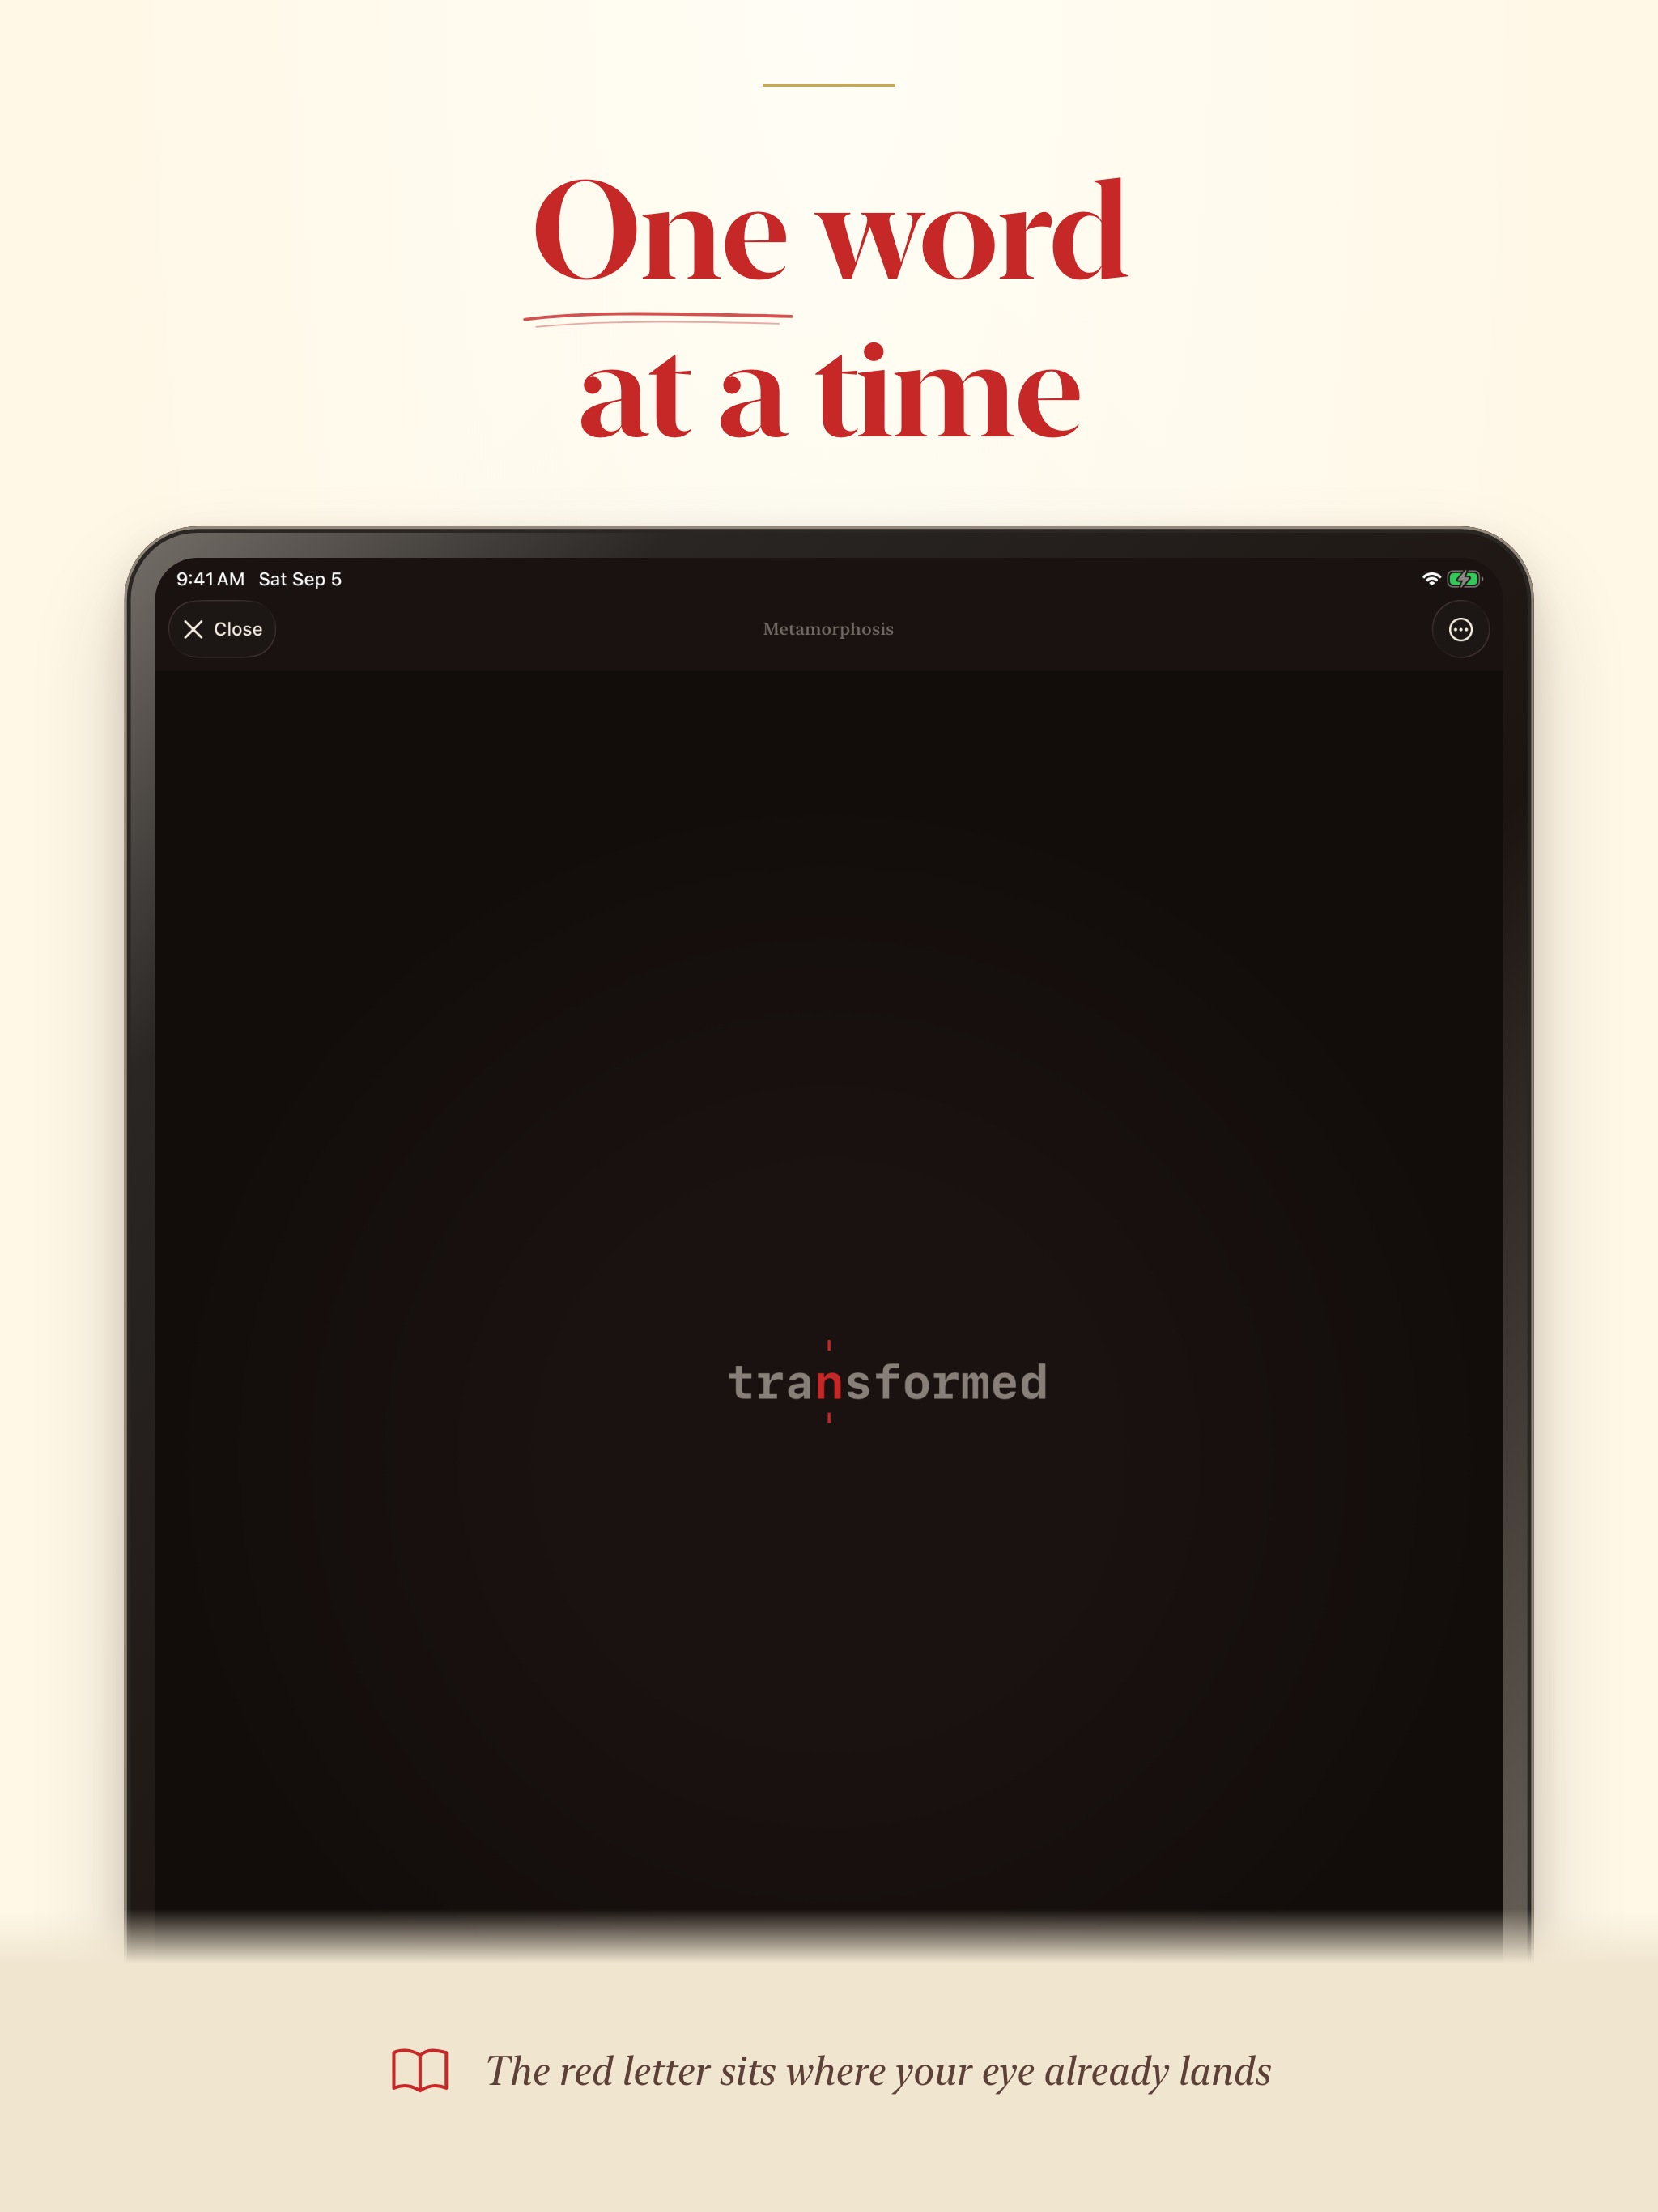 One word
at a time
9:41 AM Sat Sep 5
Close
Metamorphosis
transformed
The red letter sits where your eye already lands